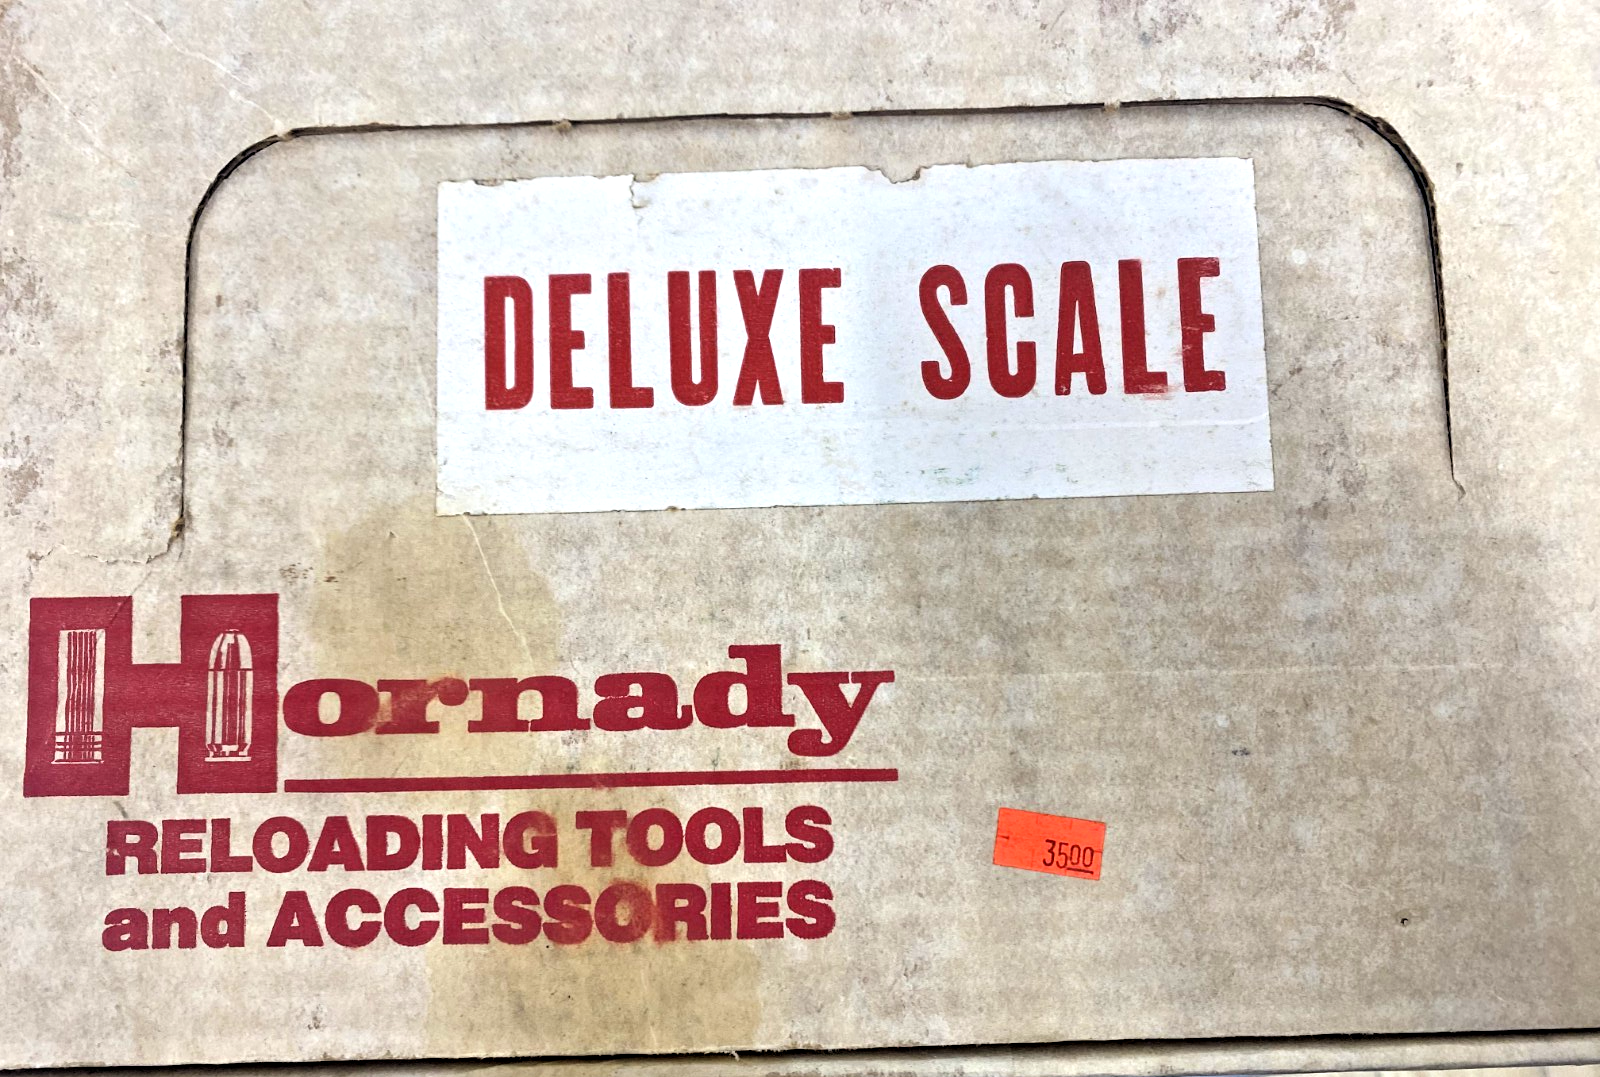 DELUXE SCALE
Hornady
RELOADING TOOLS
and ACCESSORIES
3500